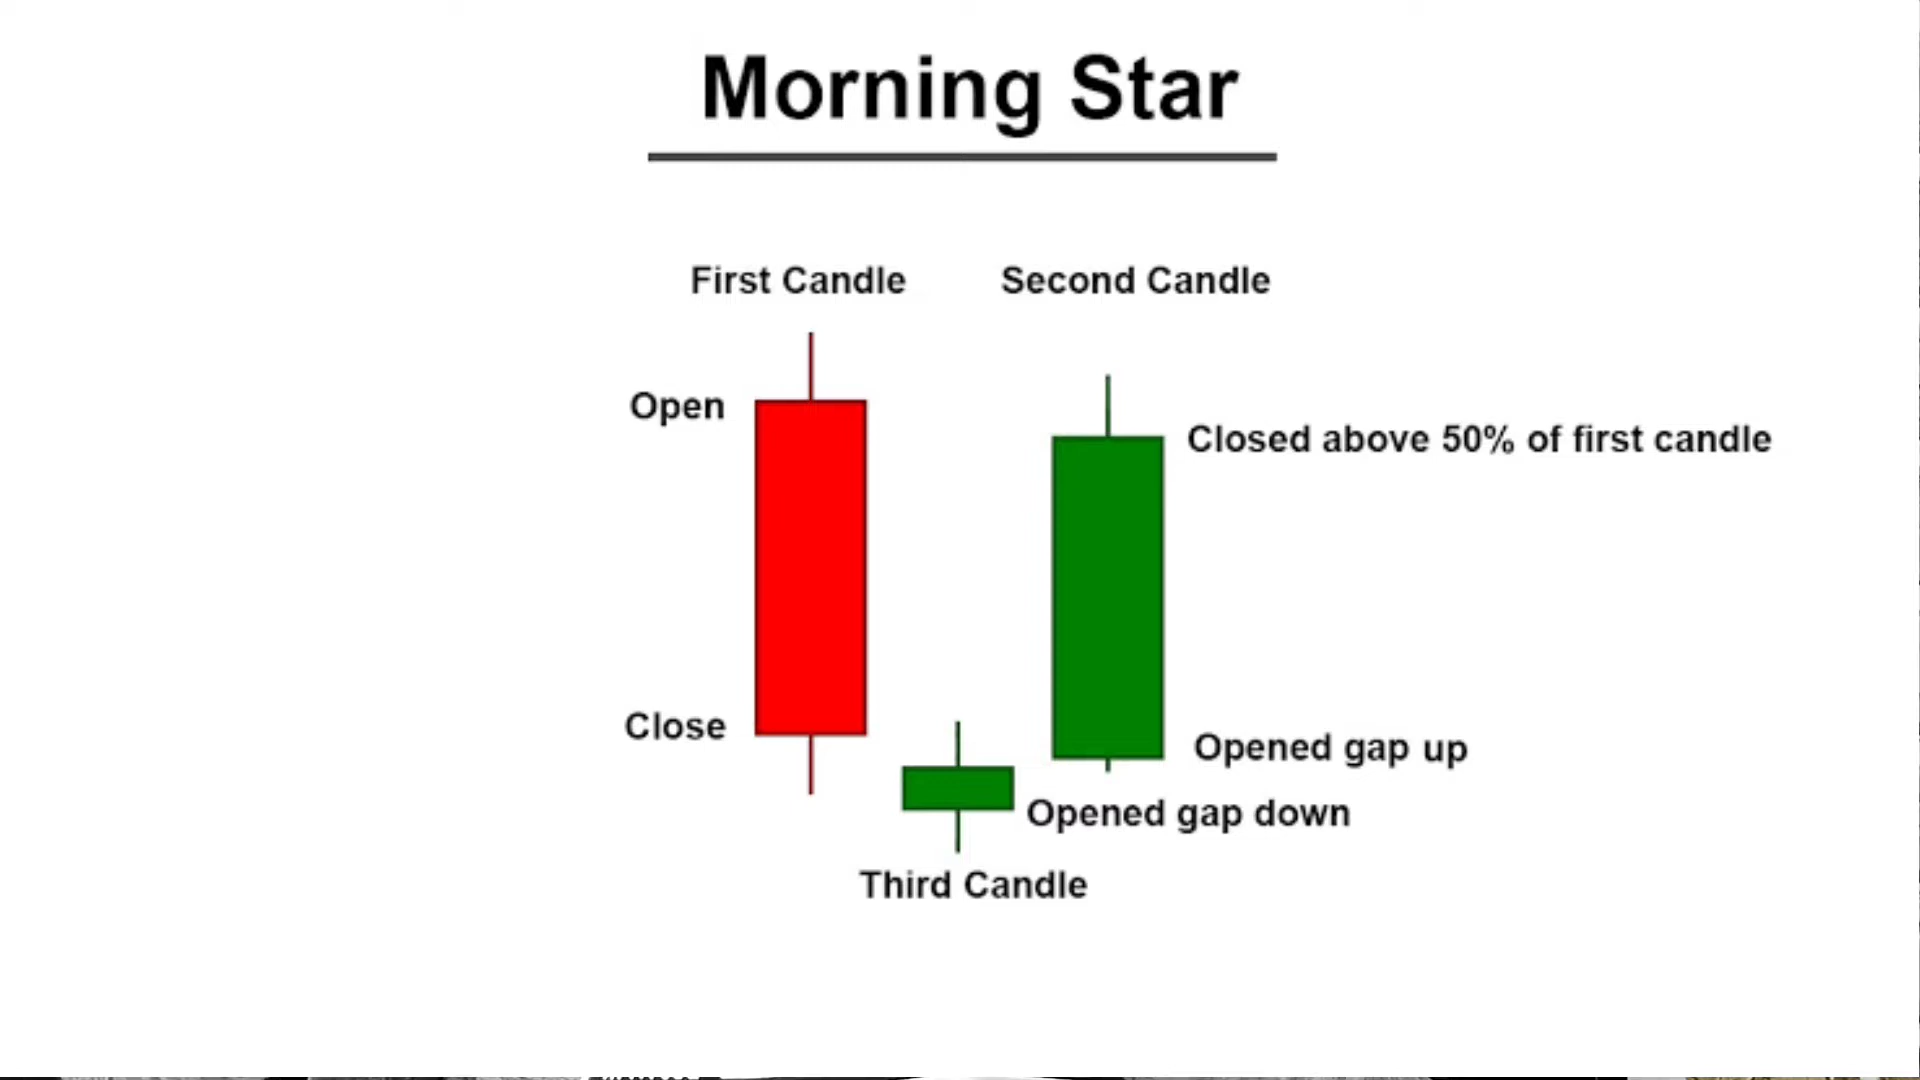 Morning Star
First Candle
Second Candle
Open
Closed above 50% of first candle
Close
Opened gap up
Opened gap down
Third Candle